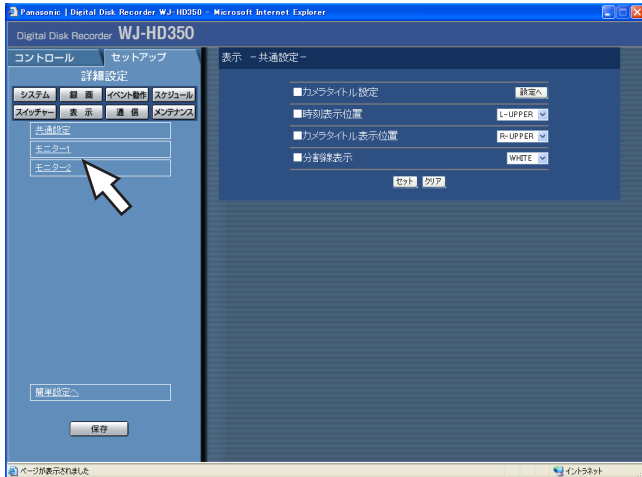 Panasonic | Digital Disk Recorder WJ-HD350 - Microsoft Internet Explorer
Digital Disk Recorder WJ-HD350
コントロール セットアップ
詳細設定
システム 録画 イベント動作 スケジュール
スイッチャー 表示 通信 メンテナンス
共通設定
モニター1
モニター2
簡単設定へ
保存
表示 -共通設定-
■カメラタイトル設定 設定へ
■時刻表示位置 L-UPPER
■カメラタイトル表示位置 R-UPPER
■分割線表示 WHITE
セット クリア
ページが表示されました イントラネット